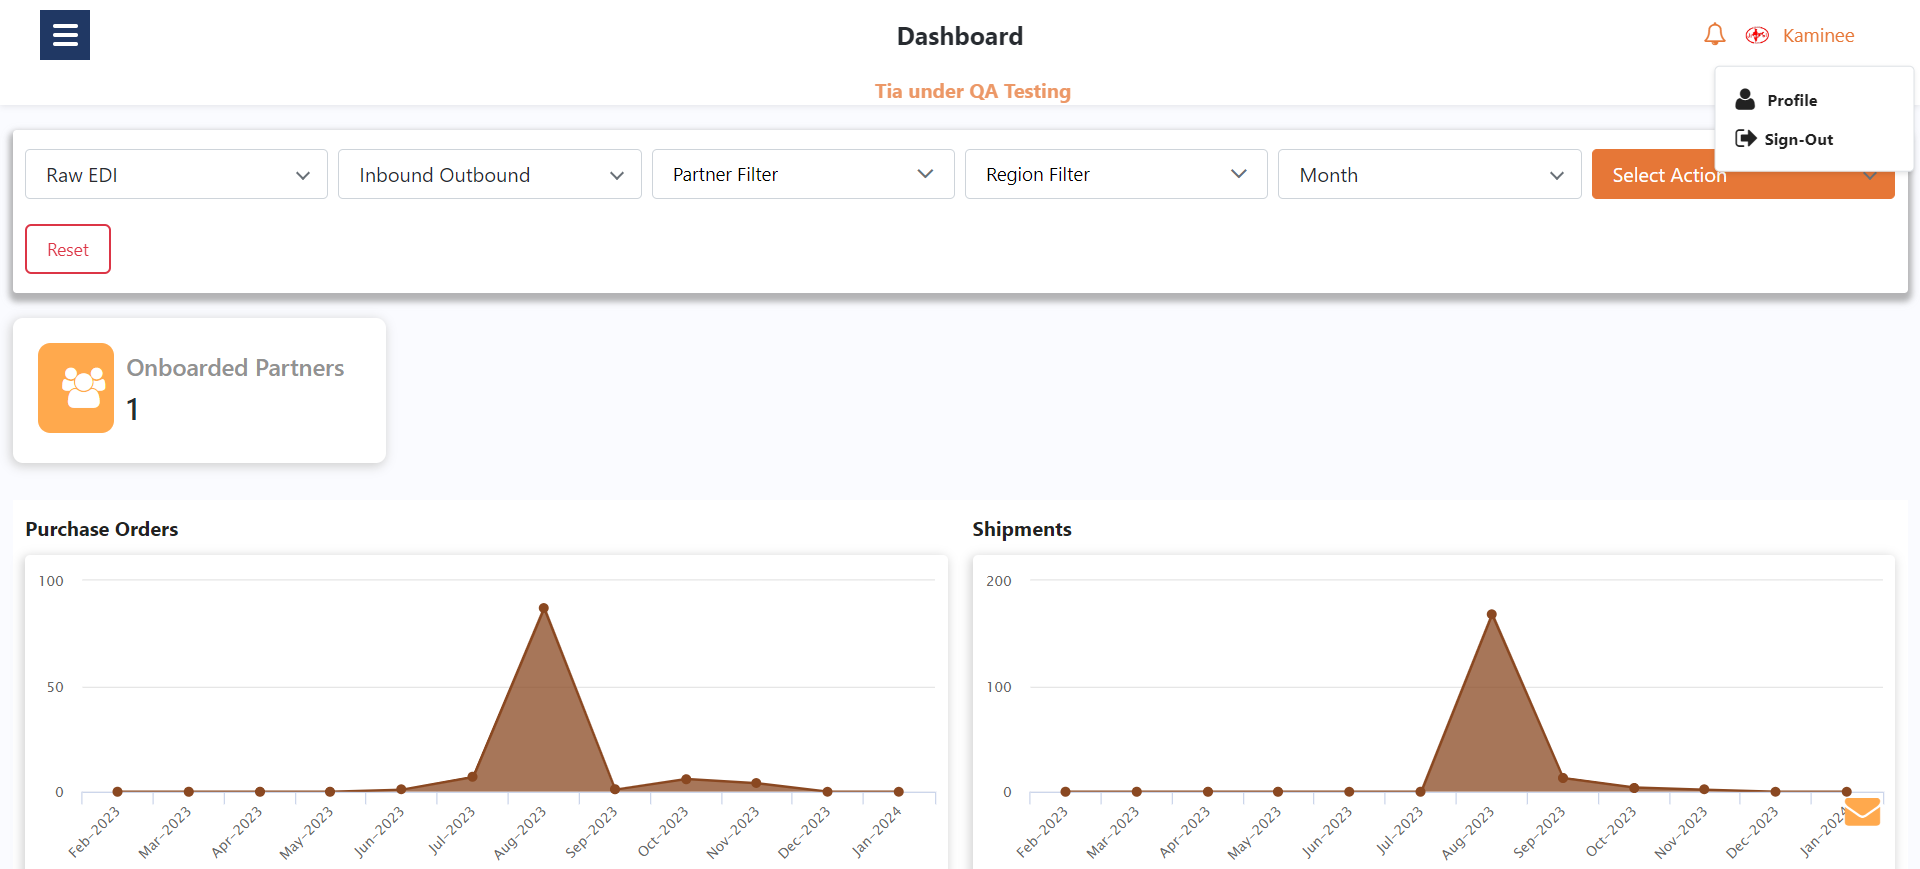 Dashboard
Kaminee
Tia under QA Testing
Profile
Sign-Out
Raw EDI
Inbound Outbound
Partner Filter
Region Filter
Month
Select Action
Reset
Onboarded Partners
1
Purchase Orders
100
50
0
Feb-2023
Mar-2023
Apr-2023
May-2023
Jun-2023
Jul-2023
Aug-2023
Sep-2023
Oct-2023
Nov-2023
Dec-2023
Jan-2024
Shipments
200
100
0
Feb-2023
Mar-2023
Apr-2023
May-2023
Jun-2023
Jul-2023
Aug-2023
Sep-2023
Oct-2023
Nov-2023
Dec-2023
Jan-2024